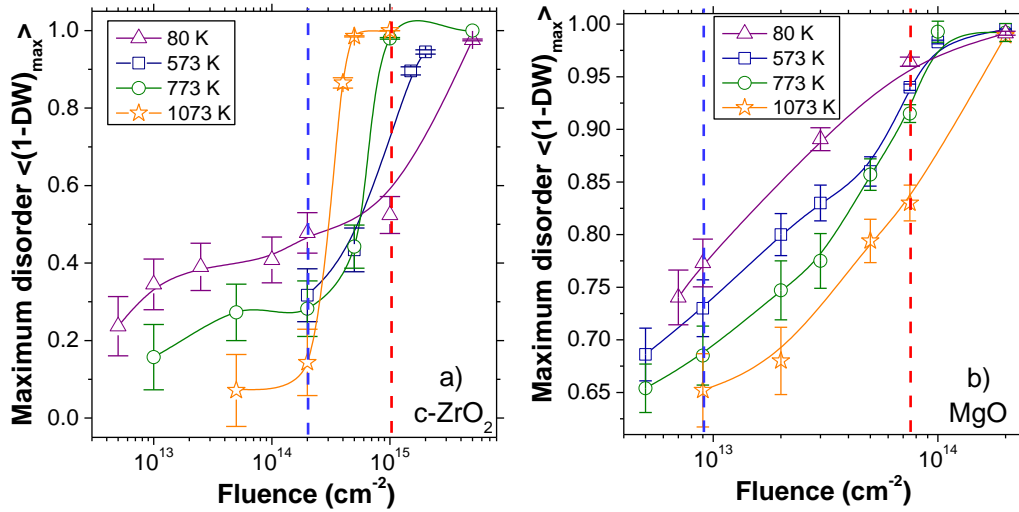 Maximum disorder <(1-DW)max>
1.0
0.8
0.6
0.4
0.2
0.0
80 K
573 K
773 K
1073 K
a)
c-ZrO2
10^13
10^14
10^15
Fluence (cm^-2)
Maximum disorder <(1-DW)max>
1.00
0.95
0.90
0.85
0.80
0.75
0.70
0.65
80 K
573 K
773 K
1073 K
b)
MgO
10^13
10^14
Fluence (cm^-2)